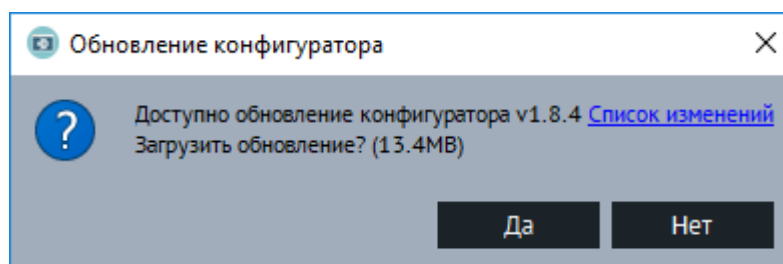 Обновление конфигуратора
Доступно обновление конфигуратора v1.8.4 Список изменений
Загрузить обновление? (13.4MB)
Да Нет